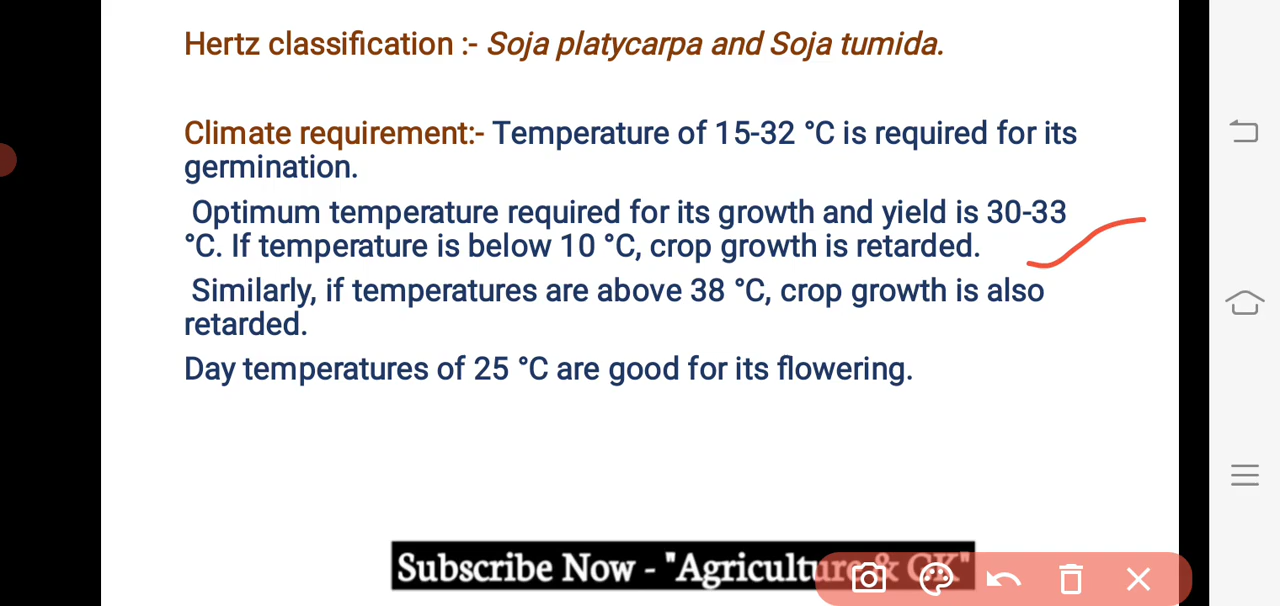 Hertz classification :- Soja platycarpa and Soja tumida.
Climate requirement:- Temperature of 15-32 °C is required for its
germination.
Optimum temperature required for its growth and yield is 30-33
°C. If temperature is below 10 °C, crop growth is retarded.
Similarly, if temperatures are above 38 °C, crop growth is also
retarded.
Day temperatures of 25 °C are good for its flowering.
Subscribe Now - "Agriculture & GK"